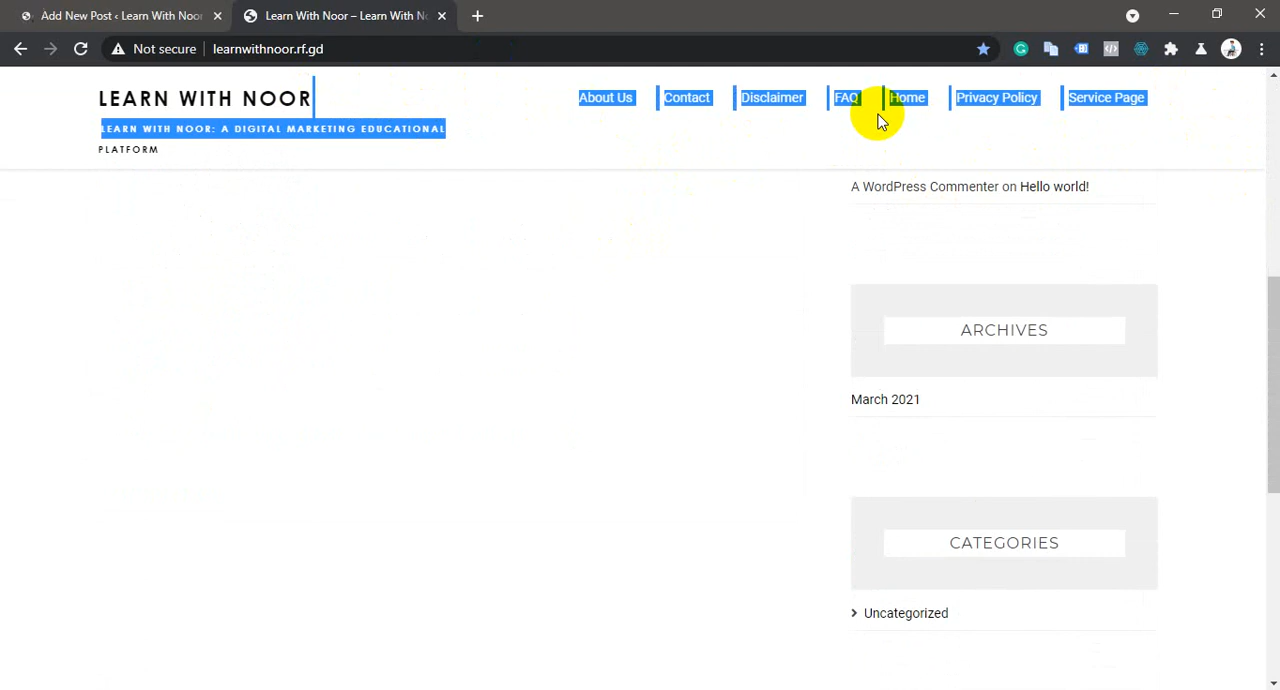 Add New Post ‹ Learn With Noor
Learn With Noor – Learn With No
Not secure
learnwithnoor.rf.gd
LEARN WITH NOOR
LEARN WITH NOOR: A DIGITAL MARKETING EDUCATIONAL
PLATFORM
About Us
Contact
Disclaimer
FAQ
Home
Privacy Policy
Service Page
A WordPress Commenter on Hello world!
ARCHIVES
March 2021
CATEGORIES
Uncategorized